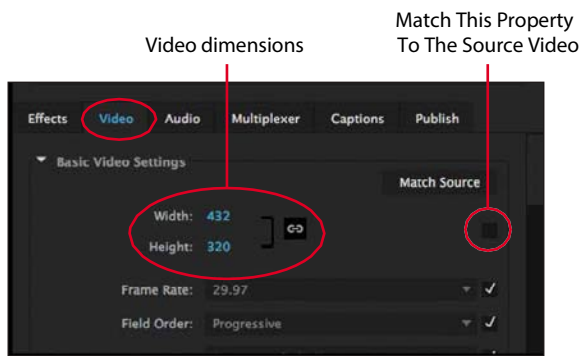 Match This Property
To The Source Video
Video dimensions
Effects Video Audio Multiplexer Captions Publish
Basic Video Settings
Match Source
Width: 432
Height: 320
Frame Rate: 29.97
Field Order: Progressive